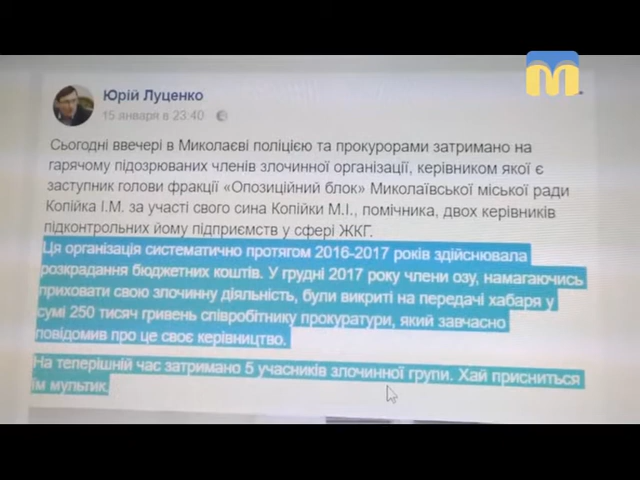 М
Юрій Луценко
15 января в 23:40
Сьогодні ввечері в Миколаєві поліцією та прокурорами затримано на
гарячому підозрюваних членів злочинної організації, керівником якої є
заступник голови фракції «Опозиційний блок» Миколаївської міської ради
Копійка І.М. за участі свого сина Копійки М.І., помічника, двох керівників
підконтрольних йому підприємств у сфері ЖКГ.
Ця організація систематично протягом 2016-2017 років здійснювала
розкрадання бюджетних коштів. У грудні 2017 року члени озу, намагаючись
приховати свою злочинну діяльність, були викриті на передачі хабаря у
сумі 250 тисяч гривень співробітнику прокуратури, який завчасно
повідомив про це своє керівництво.
На теперішній час затримано 5 учасників злочинної групи. Хай присниться
їм мультик.